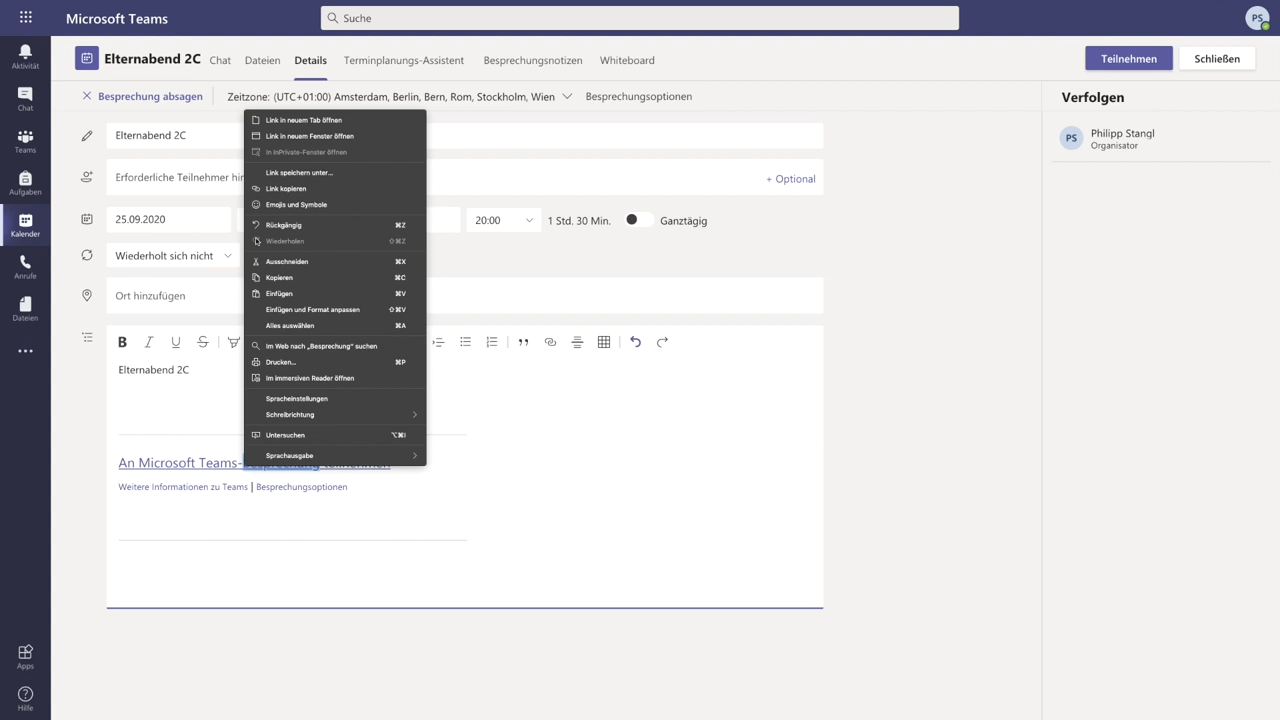 Microsoft Teams
Suche
PS
Aktivität
Chat
Teams
Aufgaben
Kalender
Anrufe
Dateien
Apps
Hilfe
Elternabend 2C
Chat
Dateien
Details
Terminplanungs-Assistent
Besprechungsnotizen
Whiteboard
Teilnehmen
Schließen
Besprechung absagen
Zeitzone: (UTC+01:00) Amsterdam, Berlin, Bern, Rom, Stockholm, Wien
Besprechungsoptionen
Elternabend 2C
Erforderliche Teilnehmer
+ Optional
25.09.2020
20:00
1 Std. 30 Min.
Ganztägig
Wiederholt sich nicht
Ort hinzufügen
B I U S
Elternabend 2C
An Microsoft Teams-Besprechung teilnehmen
Weitere Informationen zu Teams | Besprechungsoptionen
Link in neuem Tab öffnen
Link in neuem Fenster öffnen
In InPrivate-Fenster öffnen
Link speichern unter...
Link kopieren
Emojis und Symbole
Rückgängig ⌘Z
Wiederholen ⇧⌘Z
Ausschneiden ⌘X
Kopieren ⌘C
Einfügen ⌘V
Einfügen und Format anpassen ⇧⌘V
Alles auswählen ⌘A
Im Web nach „Besprechung“ suchen
Drucken... ⌘P
Im immersiven Reader öffnen
Spracheinstellungen
Schreibrichtung
Untersuchen ⌥⌘I
Sprachausgabe
Verfolgen
PS
Philipp Stangl
Organisator